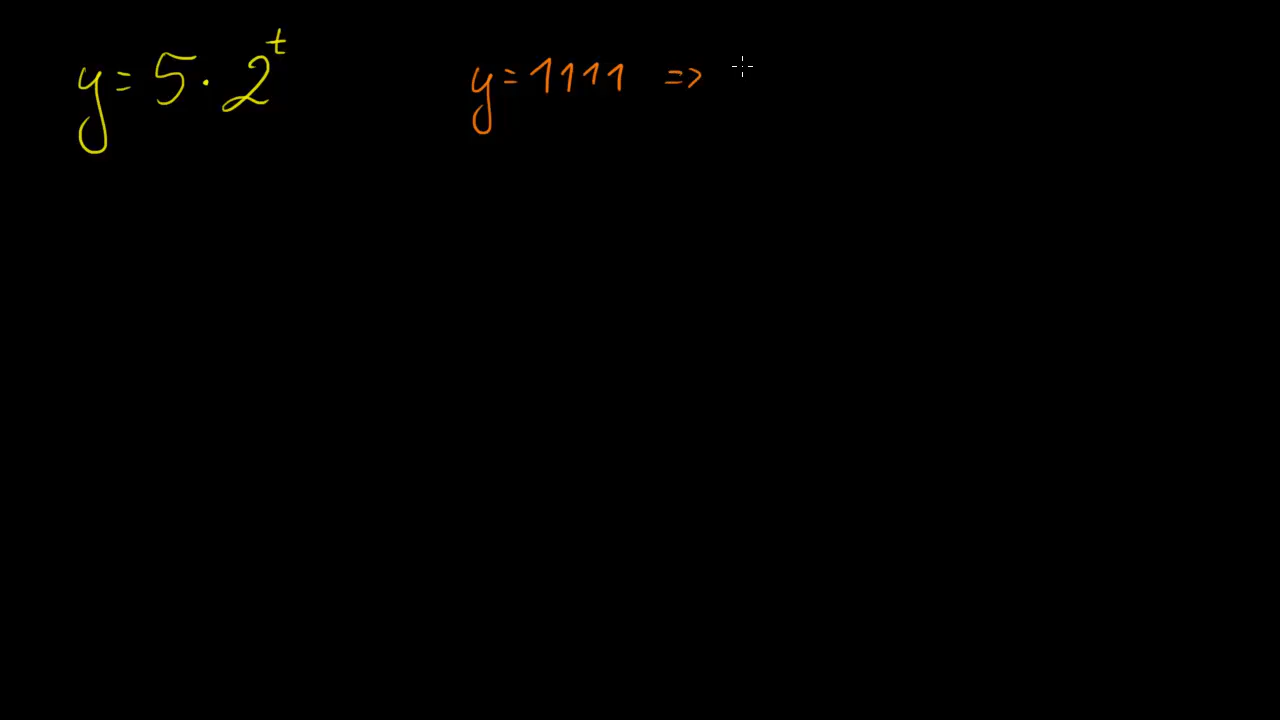 y = 5 · 2^t y = 1111 =>